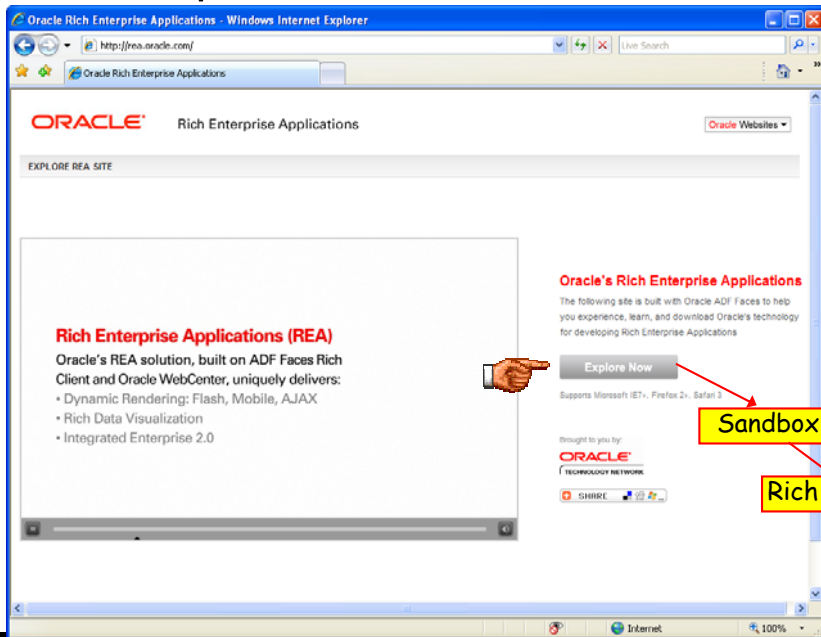 Oracle Rich Enterprise Applications - Windows Internet Explorer
http://rea.oracle.com/
Live Search
Oracle Rich Enterprise Applications
ORACLE
Rich Enterprise Applications
Oracle Websites
EXPLORE REA SITE
Oracle's Rich Enterprise Applications
The following site is built with Oracle ADF Faces to help
you experience, learn, and download Oracle's technology
for developing Rich Enterprise Applications
Rich Enterprise Applications (REA)
Oracle's REA solution, built on ADF Faces Rich
Client and Oracle WebCenter, uniquely delivers:
• Dynamic Rendering: Flash, Mobile, AJAX
• Rich Data Visualization
• Integrated Enterprise 2.0
Explore Now
Supports Microsoft IE7+, Firefox 2+, Safari 3
Sandbox
Brought to you by:
ORACLE
TECHNOLOGY NETWORK
SHARE
Rich
Internet
100%